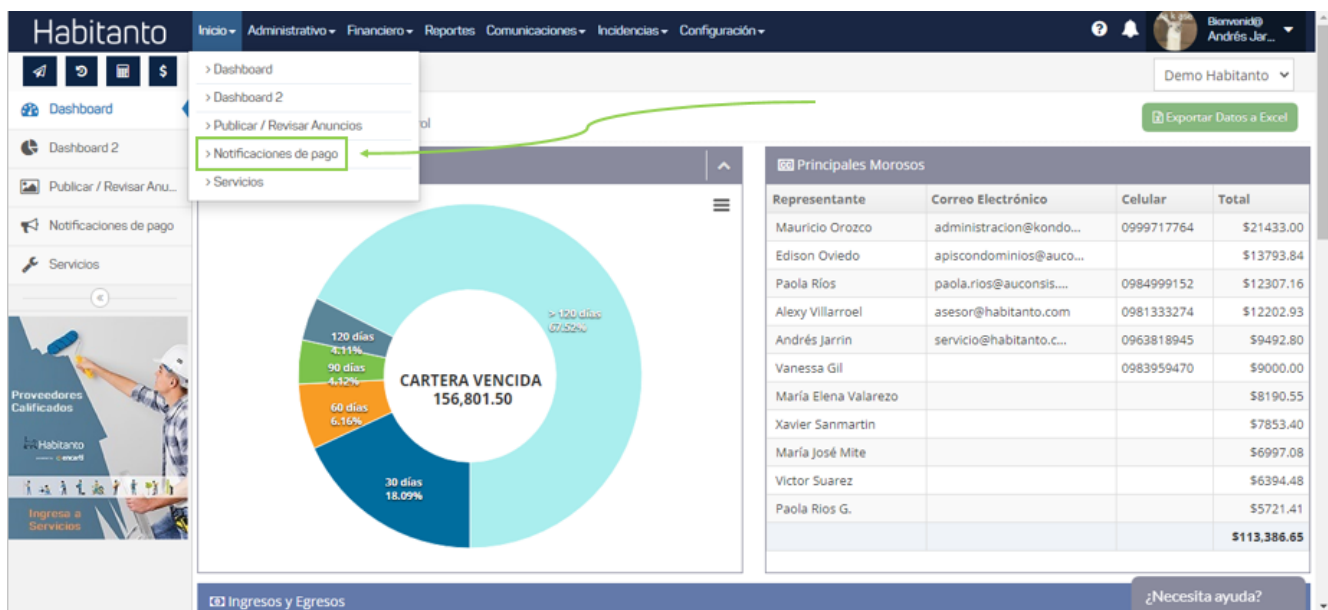 Habitanto
Inicio Administrativo Financiero Reportes Comunicaciones Incidencias Configuración
Bienvenid@
Andrés Jar...
Demo Habitanto
Dashboard
Dashboard 2
Publicar / Revisar Anu...
Notificaciones de pago
Servicios
> Dashboard
> Dashboard 2
> Publicar / Revisar Anuncios
> Notificaciones de pago
> Servicios
ol
Exportar Datos a Excel
Proveedores
Calificados
Habitanto
Ingresa a
Servicios
> 120 días
67.52%
120 días
4.11%
90 días
4.12%
60 días
6.16%
30 días
18.09%
CARTERA VENCIDA
156,801.50
Principales Morosos
Representante Correo Electrónico Celular Total
Mauricio Orozco administracion@kondo... 0999717764 $21433.00
Edison Oviedo apiscondominios@auco... $13793.84
Paola Ríos paola.rios@auconsis.... 0984999152 $12307.16
Alexy Villarroel asesor@habitanto.com 0981333274 $12202.93
Andrés Jarrin servicio@habitanto.c... 0963818945 $9492.80
Vanessa Gil 0983959470 $9000.00
María Elena Valarezo $8190.55
Xavier Sanmartin $7853.40
María José Mite $6997.08
Victor Suarez $6394.48
Paola Rios G. $5721.41
$113,386.65
Ingresos y Egresos
¿Necesita ayuda?